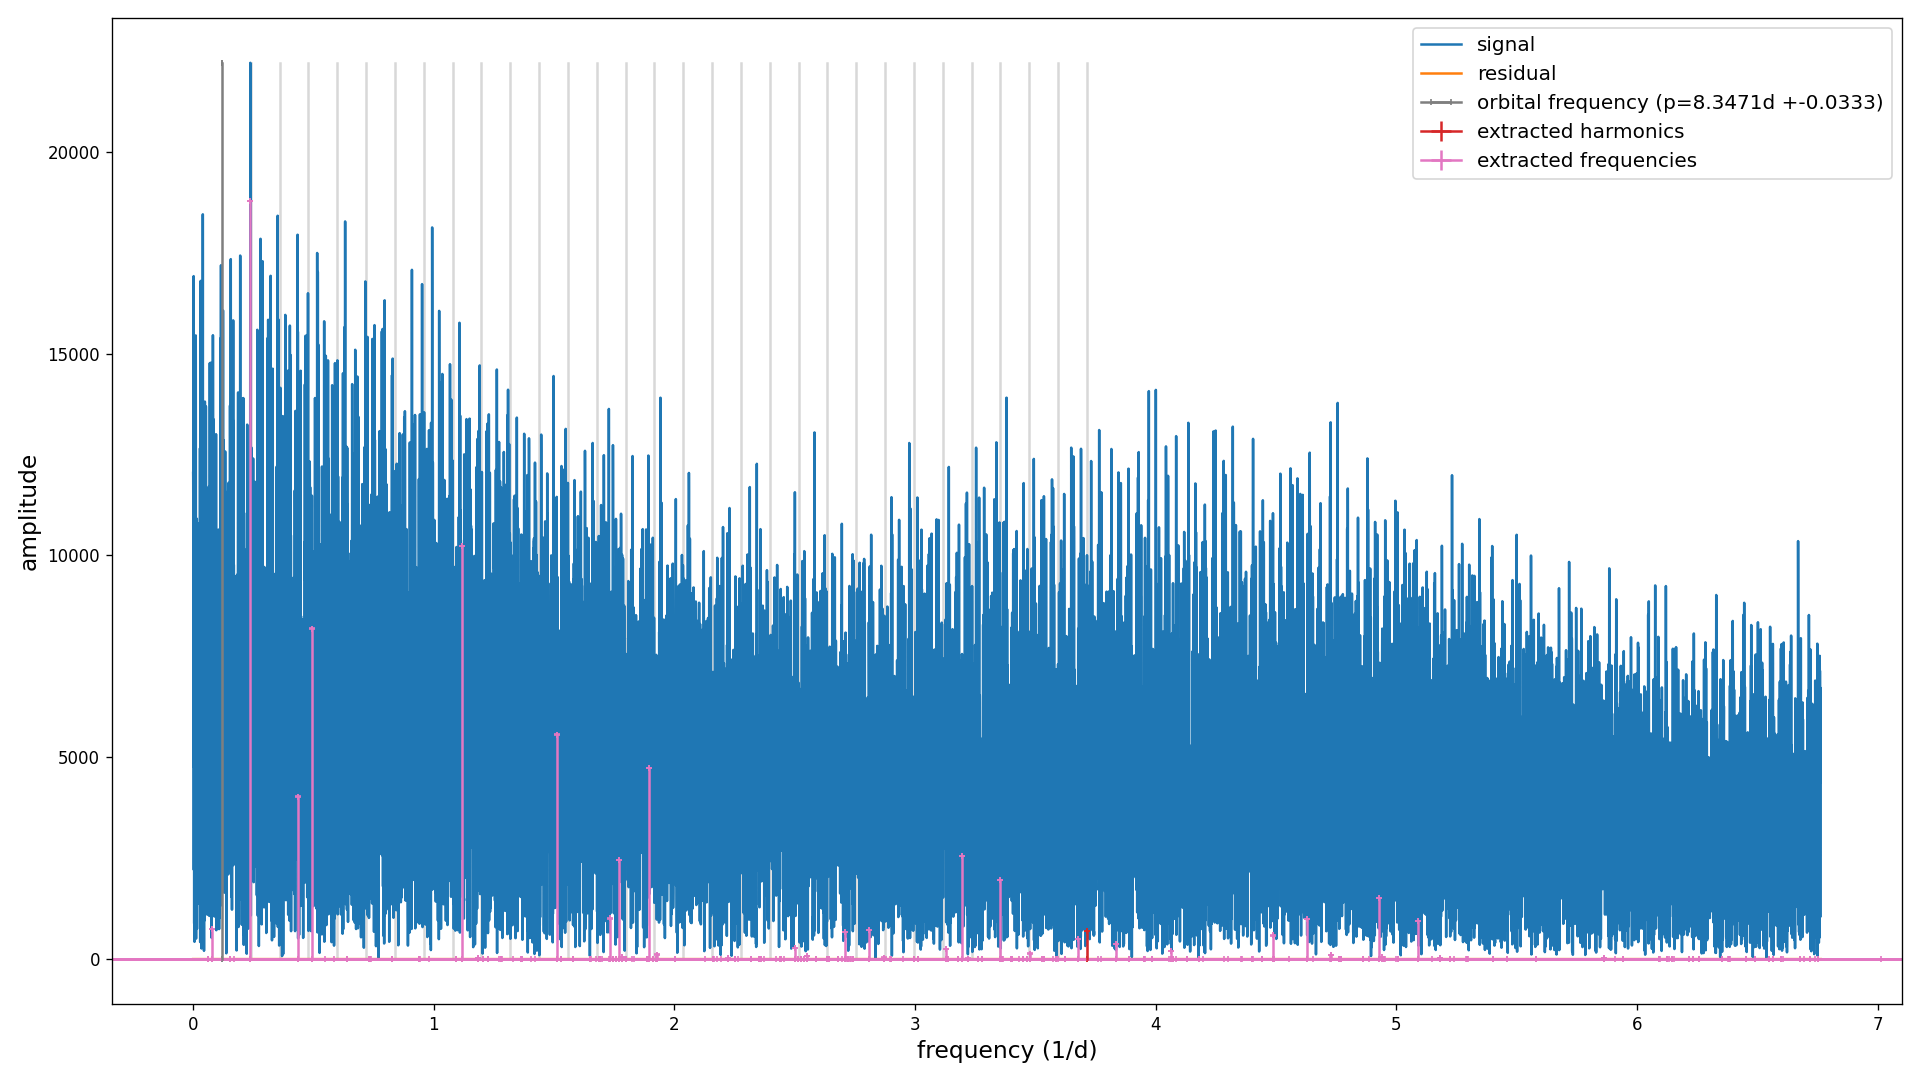 signal
residual
orbital frequency (p=8.3471d +-0.0333)
extracted harmonics
extracted frequencies
20000
15000
10000
5000
0
amplitude
0 1 2 3 4 5 6 7
frequency (1/d)